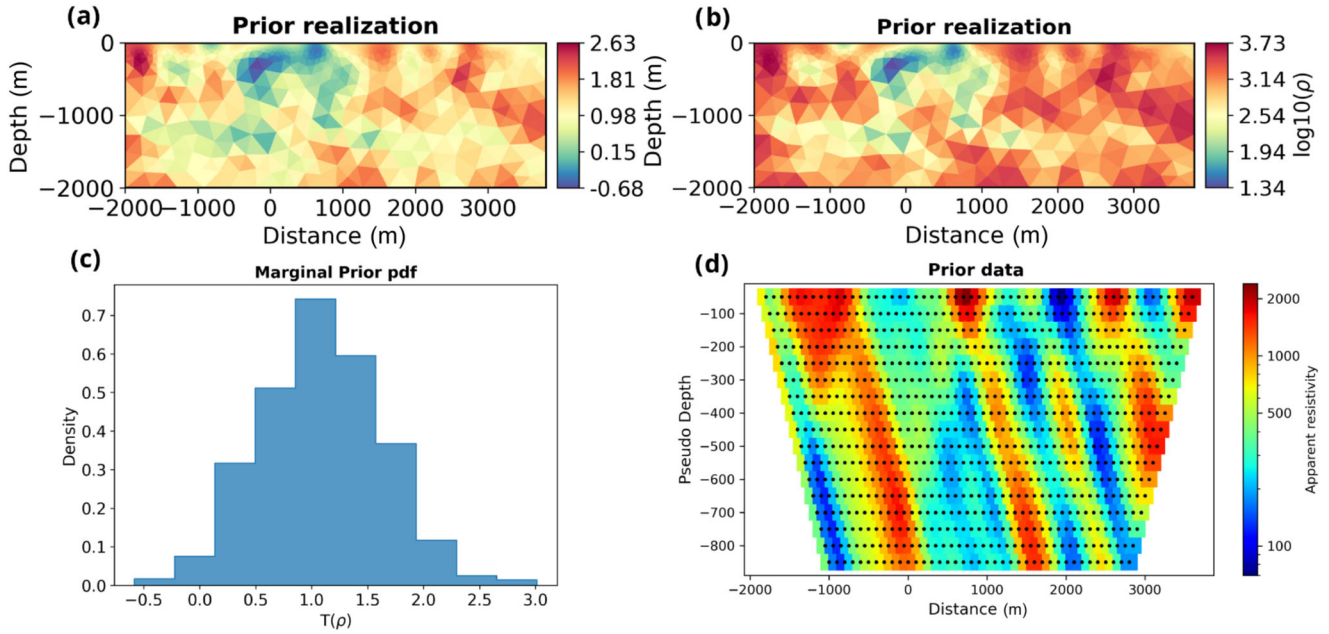 (a)
Prior realization
Depth (m)
0
−1000
−2000
−2000−1000 0 1000 2000 3000
Distance (m)
2.63
1.81
0.98
0.15
-0.68
(b)
Prior realization
Depth (m)
0
−1000
−2000
−2000−1000 0 1000 2000 3000
Distance (m)
3.73
3.14
2.54
1.94
1.34
log10(ρ)
(c)
Marginal Prior pdf
Density
0.7
0.6
0.5
0.4
0.3
0.2
0.1
0.0
−0.5 0.0 0.5 1.0 1.5 2.0 2.5 3.0
T(ρ)
(d)
Prior data
Pseudo Depth
−100
−200
−300
−400
−500
−600
−700
−800
−2000 −1000 0 1000 2000 3000
Distance (m)
2000
1000
500
100
Apparent resistivity